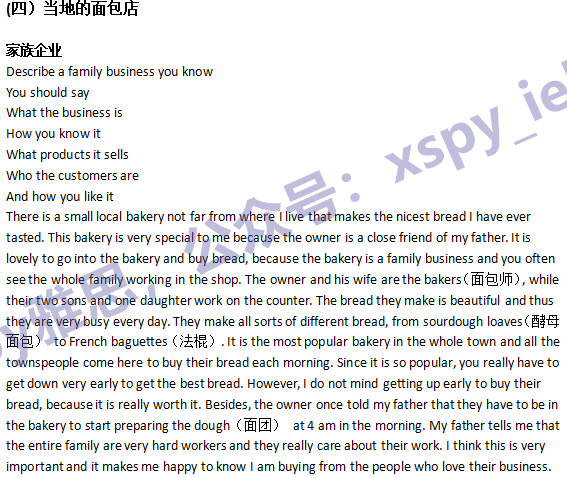 (四）当地的面包店
家族企业
Describe a family business you know
You should say
What the business is
How you know it
What products it sells
Who the customers are
And how you like it
There is a small local bakery not far from where I live that makes the nicest bread I have ever
tasted. This bakery is very special to me because the owner is a close friend of my father. It is
lovely to go into the bakery and buy bread, because the bakery is a family business and you often
see the whole family working in the shop. The owner and his wife are the bakers（面包师）, while
their two sons and one daughter work on the counter. The bread they make is beautiful and thus
they are very busy every day. They make all sorts of different bread, from sourdough loaves（酵母
面包） to French baguettes（法棍）. It is the most popular bakery in the whole town and all the
townspeople come here to buy their bread each morning. Since it is so popular, you really have to
get down very early to get the best bread. However, I do not mind getting up early to buy their
bread, because it is really worth it. Besides, the owner once told my father that they have to be in
the bakery to start preparing the dough（面团） at 4 am in the morning. My father tells me that
the entire family are very hard workers and they really care about their work. I think this is very
important and it makes me happy to know I am buying from the people who love their business.
py雅思，公众号：xspy_iel